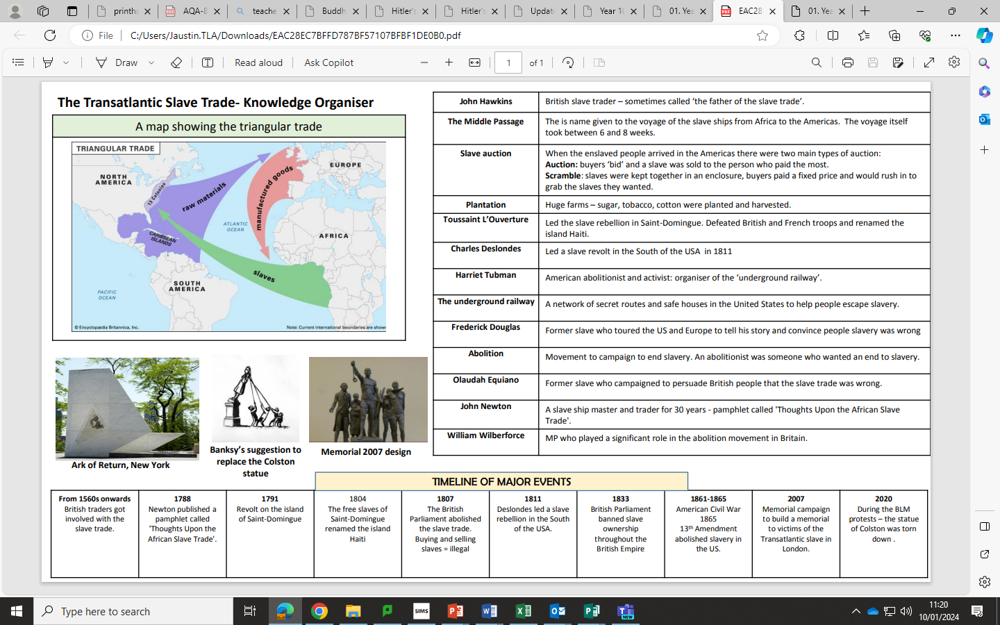 printha
AQA-8
teache
Buddh
Hitler's
Hitler's
Update
Year 10
01. Yea
EAC28
01. Yea
File
C:/Users/Jaustin.TLA/Downloads/EAC28EC7BFFD787BF57107BFBF1DE0B0.pdf
Draw
Read aloud
Ask Copilot
1
of 1
The Transatlantic Slave Trade- Knowledge Organiser
A map showing the triangular trade
TRIANGULAR TRADE
NORTH
AMERICA
EUROPE
13 Colonies
raw materials
manufactured goods
ATLANTIC
OCEAN
CARIBBEAN
ISLANDS
AFRICA
slaves
SOUTH
AMERICA
PACIFIC
OCEAN
© Encyclopædia Britannica, Inc.
Note: Current international boundaries are shown
Ark of Return, New York
Banksy's suggestion to
replace the Colston
statue
Memorial 2007 design
John Hawkins
British slave trader – sometimes called ‘the father of the slave trade’.
The Middle Passage
The is name given to the voyage of the slave ships from Africa to the Americas. The voyage itself
took between 6 and 8 weeks.
Slave auction
When the enslaved people arrived in the Americas there were two main types of auction:
Auction: buyers ‘bid’ and a slave was sold to the person who paid the most.
Scramble: slaves were kept together in an enclosure, buyers paid a fixed price and would rush in to
grab the slaves they wanted.
Plantation
Huge farms – sugar, tobacco, cotton were planted and harvested.
Toussaint L’Ouverture
Led the slave rebellion in Saint-Domingue. Defeated British and French troops and renamed the
island Haiti.
Charles Deslondes
Led a slave revolt in the South of the USA in 1811
Harriet Tubman
American abolitionist and activist: organiser of the ‘underground railway’.
The underground railway
A network of secret routes and safe houses in the United States to help people escape slavery.
Frederick Douglas
Former slave who toured the US and Europe to tell his story and convince people slavery was wrong
Abolition
Movement to campaign to end slavery. An abolitionist was someone who wanted an end to slavery.
Olaudah Equiano
Former slave who campaigned to persuade British people that the slave trade was wrong.
John Newton
A slave ship master and trader for 30 years - pamphlet called 'Thoughts Upon the African Slave
Trade'.
William Wilberforce
MP who played a significant role in the abolition movement in Britain.
TIMELINE OF MAJOR EVENTS
From 1560s onwards
British traders got
involved with the
slave trade.
1788
Newton published a
pamphlet called
'Thoughts Upon the
African Slave Trade'.
1791
Revolt on the island
of Saint-Domingue
1804
The free slaves of
Saint-Domingue
renamed the island
Haiti
1807
The British
Parliament abolished
the slave trade.
Buying and selling
slaves = illegal
1811
Deslondes led a slave
rebellion in the South
of the USA.
1833
British Parliament
banned slave
ownership
throughout the
British Empire
1861-1865
American Civil War
1865
13th Amendment
abolished slavery in
the US.
2007
Memorial campaign
to build a memorial
to victims of the
Transatlantic slave in
London.
2020
During the BLM
protests – the statue
of Colston was torn
down .
Type here to search
SIMS
NEW
11:20
10/01/2024